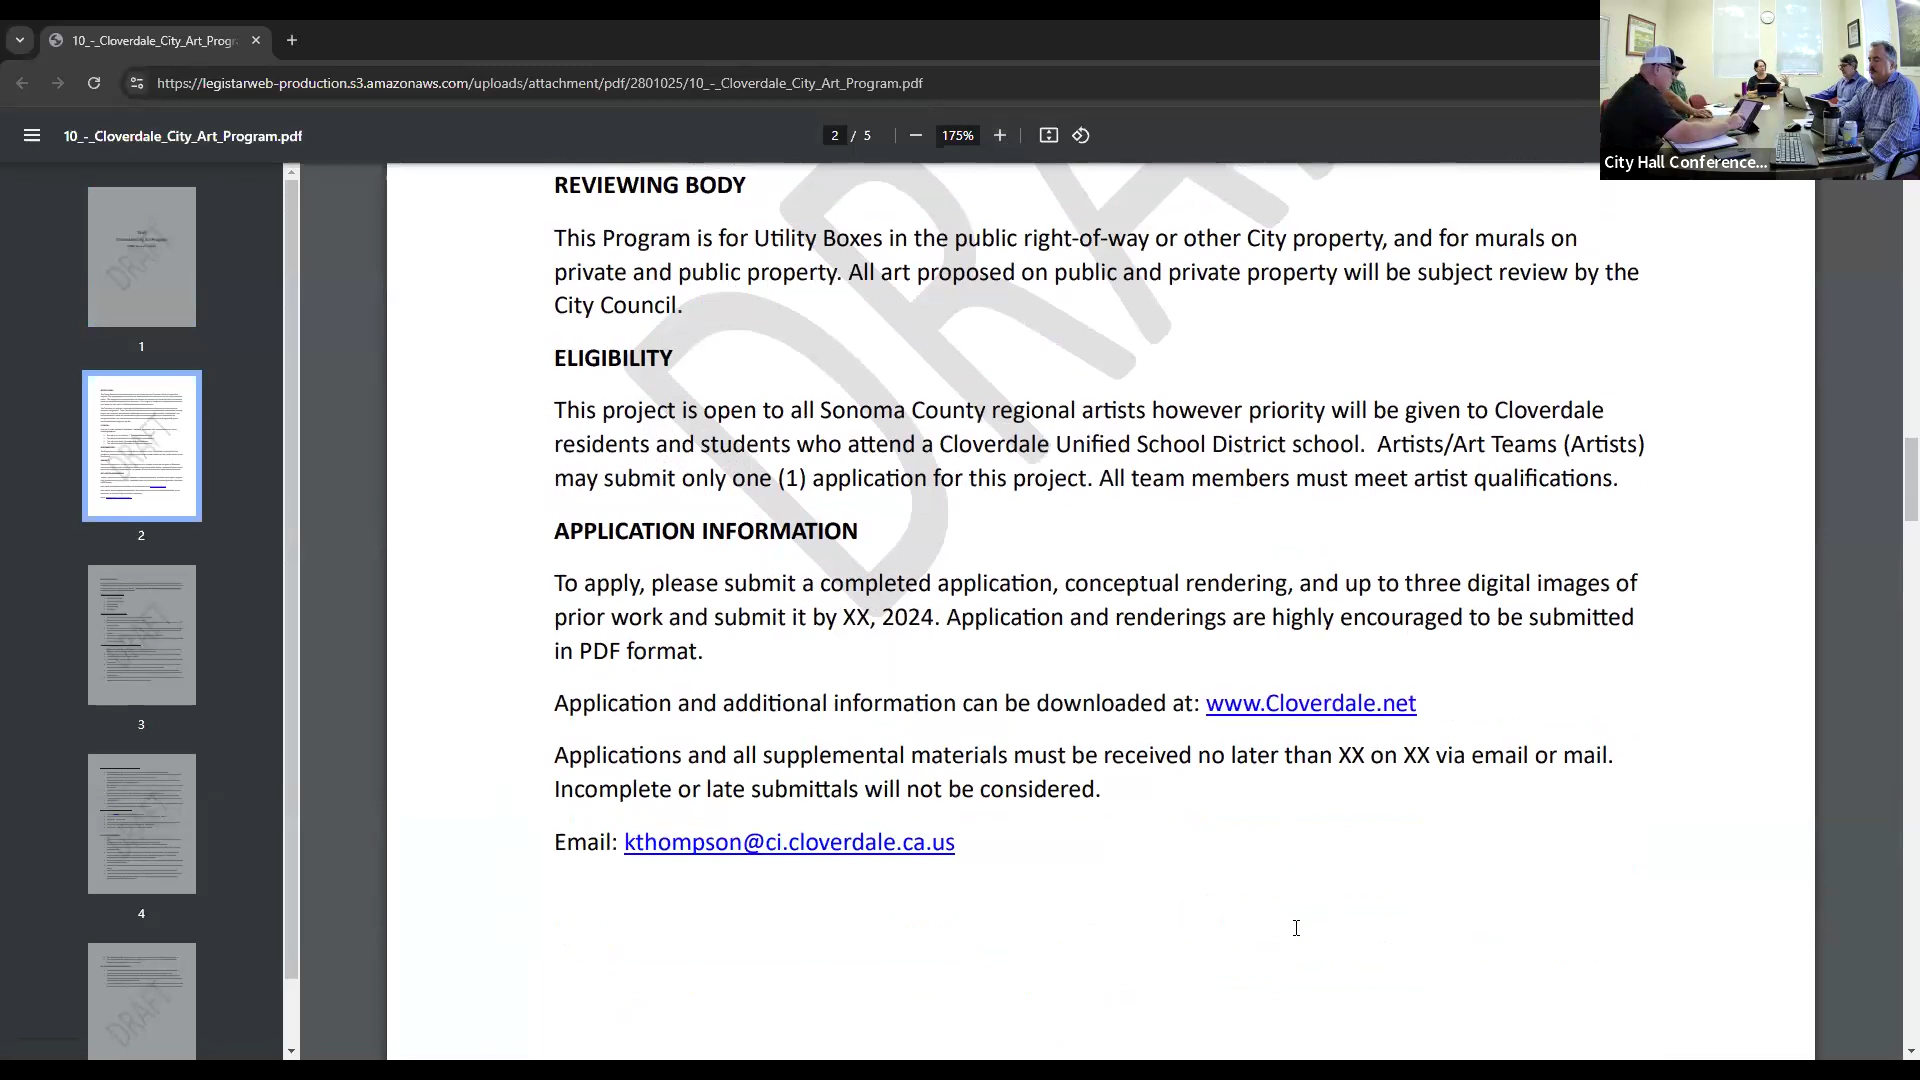 10_-_Cloverdale_City_Art_Progr
https://legistarweb-production.s3.amazonaws.com/uploads/attachment/pdf/2801025/10_-_Cloverdale_City_Art_Program.pdf
10_-_Cloverdale_City_Art_Program.pdf
2 / 5
175%
City Hall Conference...
1
2
3
4
DRAFT
DRAFT
DRAFT
DRAFT
DRAFT
DRA
REVIEWING BODY
This Program is for Utility Boxes in the public right-of-way or other City property, and for murals on
private and public property. All art proposed on public and private property will be subject review by the
City Council.
ELIGIBILITY
This project is open to all Sonoma County regional artists however priority will be given to Cloverdale
residents and students who attend a Cloverdale Unified School District school.  Artists/Art Teams (Artists)
may submit only one (1) application for this project. All team members must meet artist qualifications.
APPLICATION INFORMATION
To apply, please submit a completed application, conceptual rendering, and up to three digital images of
prior work and submit it by XX, 2024. Application and renderings are highly encouraged to be submitted
in PDF format.
Application and additional information can be downloaded at: www.Cloverdale.net
Applications and all supplemental materials must be received no later than XX on XX via email or mail.
Incomplete or late submittals will not be considered.
Email: kthompson@ci.cloverdale.ca.us